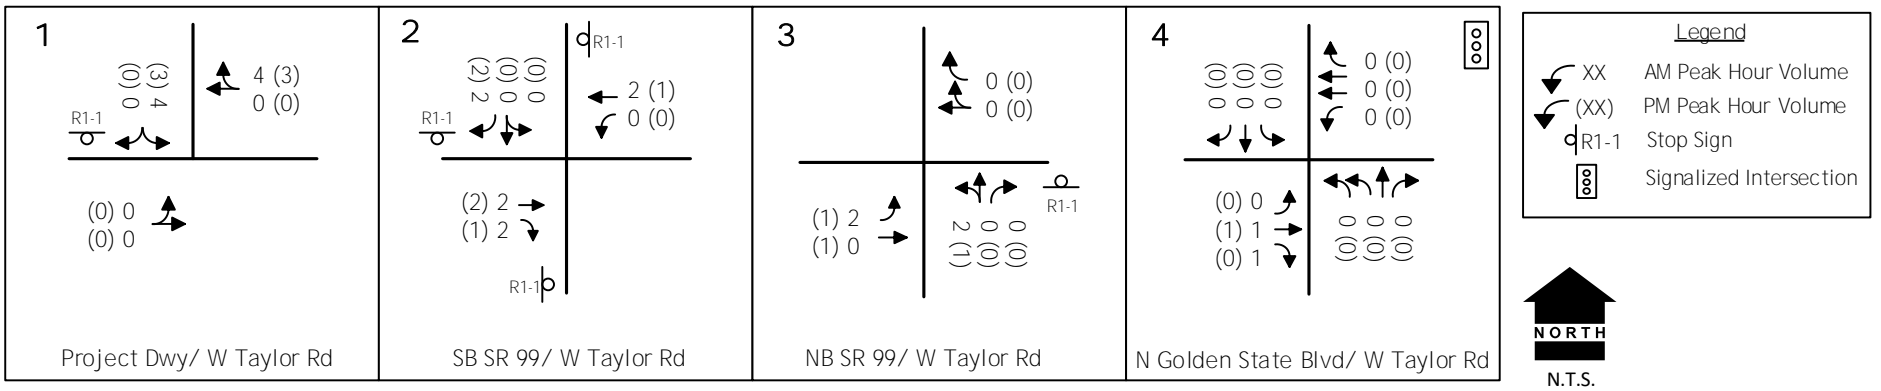 1
(0) 0
(3) 4
4 (3)
0 (0)
R1-1
(0) 0
(0) 0
Project Dwy/ W Taylor Rd
2
R1-1
(2) 2
(0) 0
(0) 0
2 (1)
0 (0)
R1-1
(2) 2
(1) 2
R1-1
SB SR 99/ W Taylor Rd
3
0 (0)
0 (0)
(1) 2
(1) 0
2 (1)
0 (0)
0 (0)
R1-1
NB SR 99/ W Taylor Rd
4
(0) 0
(0) 0
(0) 0
0 (0)
0 (0)
0 (0)
(0) 0
(1) 1
(0) 1
0 (0)
0 (0)
0 (0)
N Golden State Blvd/ W Taylor Rd
Legend
XX AM Peak Hour Volume
(XX) PM Peak Hour Volume
R1-1 Stop Sign
Signalized Intersection
NORTH
N.T.S.